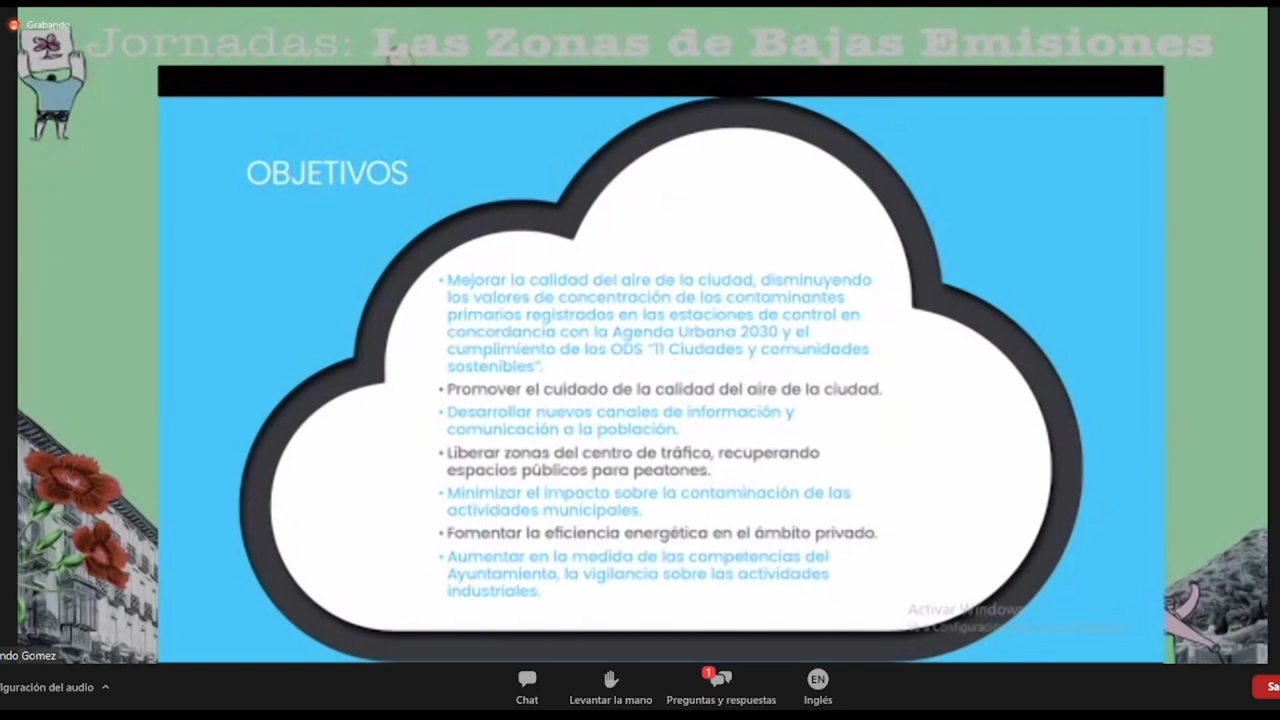 Grabando
Jornadas: Las Zonas de Bajas Emisiones
OBJETIVOS
• Mejorar la calidad del aire de la ciudad, disminuyendo
los valores de concentración de los contaminantes
primarios registrados en las estaciones de control en
concordancia con la Agenda Urbana 2030 y el
cumplimiento de los ODS "11 Ciudades y comunidades
sostenibles".
• Promover el cuidado de la calidad del aire de la ciudad.
• Desarrollar nuevos canales de información y
comunicación a la población.
• Liberar zonas del centro de tráfico, recuperando
espacios públicos para peatones.
• Minimizar el impacto sobre la contaminación de las
actividades municipales.
• Fomentar la eficiencia energética en el ámbito privado.
• Aumentar en la medida de las competencias del
Ayuntamiento, la vigilancia sobre las actividades
industriales.
Activar Windows
a Configuración
ndo Gomez
iguración del audio
Chat
Levantar la mano
1
Preguntas y respuestas
EN
Inglés
Sa